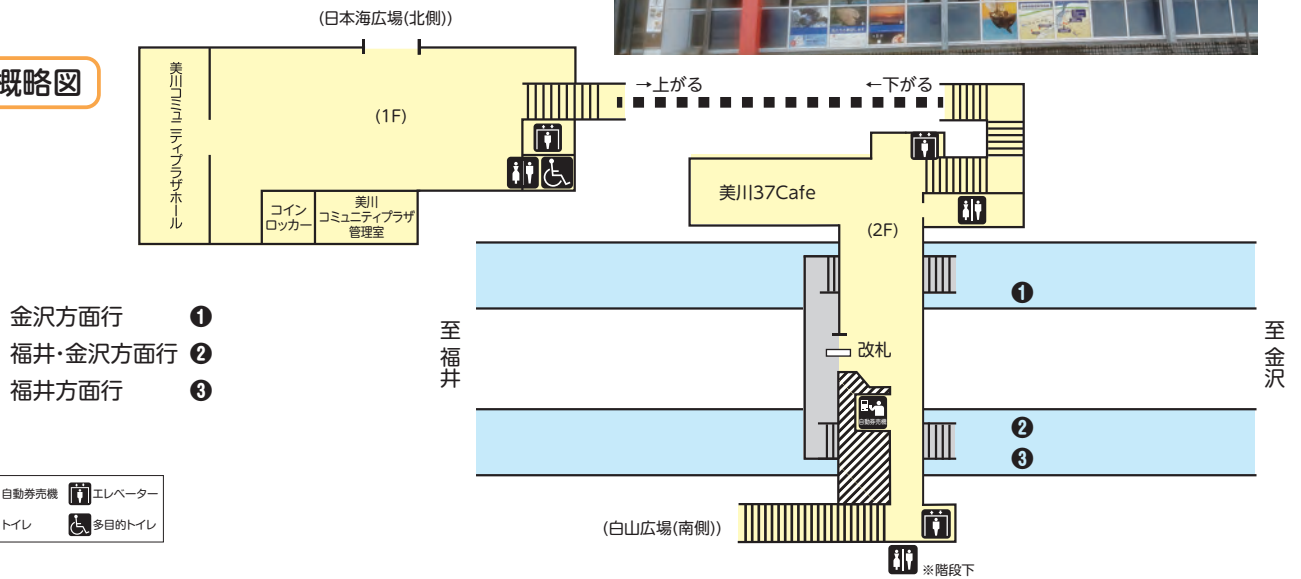 概略図
(日本海広場(北側))
美川コミュニティプラザホール
(1F)
→上がる
←下がる
コイン
ロッカー
美川
コミュニティプラザ
管理室
美川37Cafe
(2F)
❶
金沢方面行 ❶
福井・金沢方面行 ❷
福井方面行 ❸
至福井
改札
至金沢
自動券売機
❷
❸
自動券売機 エレベーター
トイレ 多目的トイレ
(白山広場(南側))
※階段下